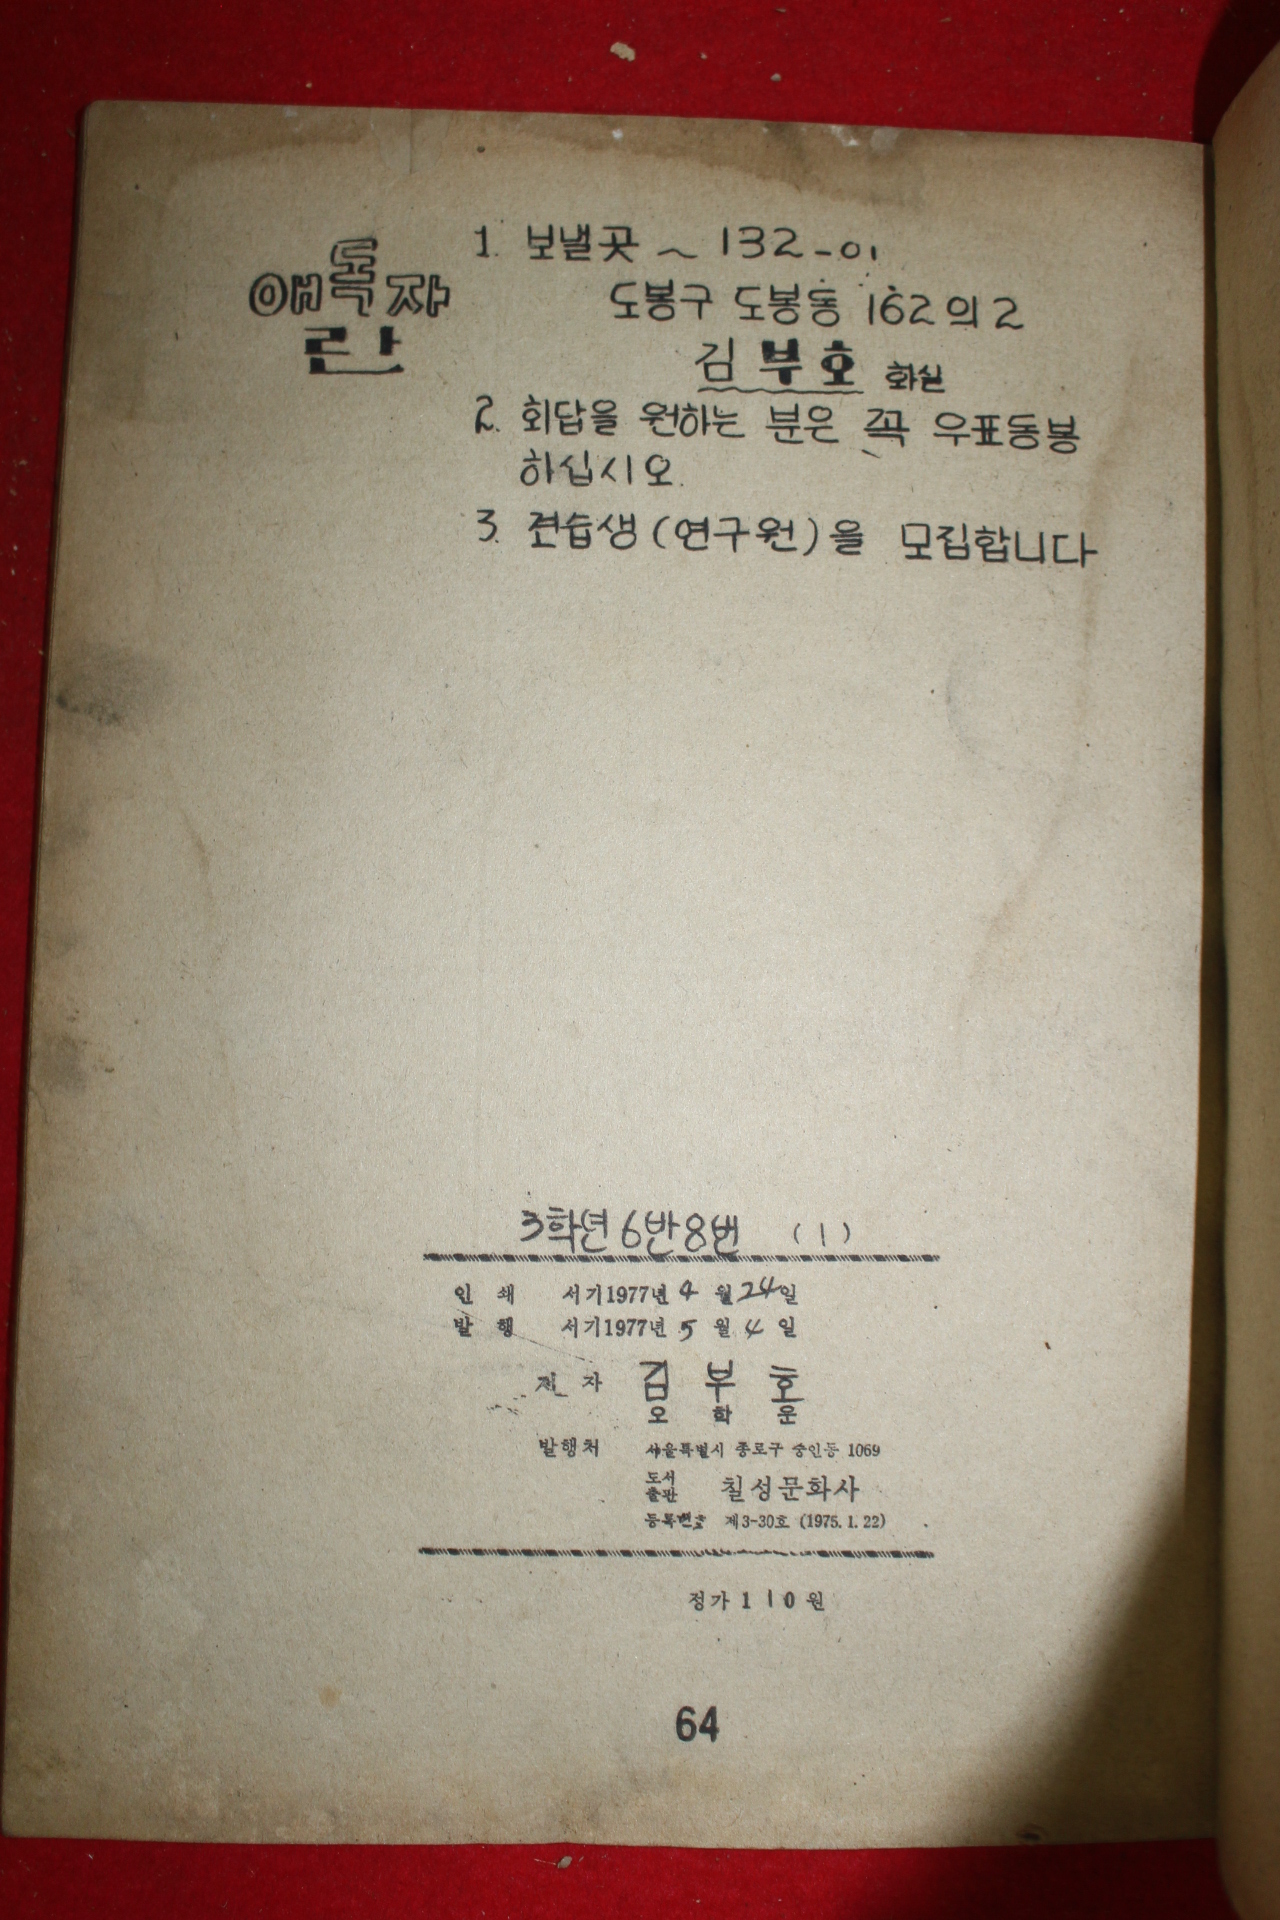 애독자
란
1. 보낼곳 ~ 132-01
도봉구 도봉동 162의 2
김부호 화실
2. 회답을 원하는 분은 꼭 우표동봉
하십시오.
3. 견습생(연구원)을 모집합니다
3학년 6반 8번 (1)
인 쇄 서기1977년 4 월 24일
발 행 서기1977년 5 월 4 일
저 자 김 부 호
오 학 운
발행처 서울특별시 종로구 숭인동 1069
도서
출판 칠성문화사
등록번호 제3-30호 (1975. 1. 22)
정가 110원
64